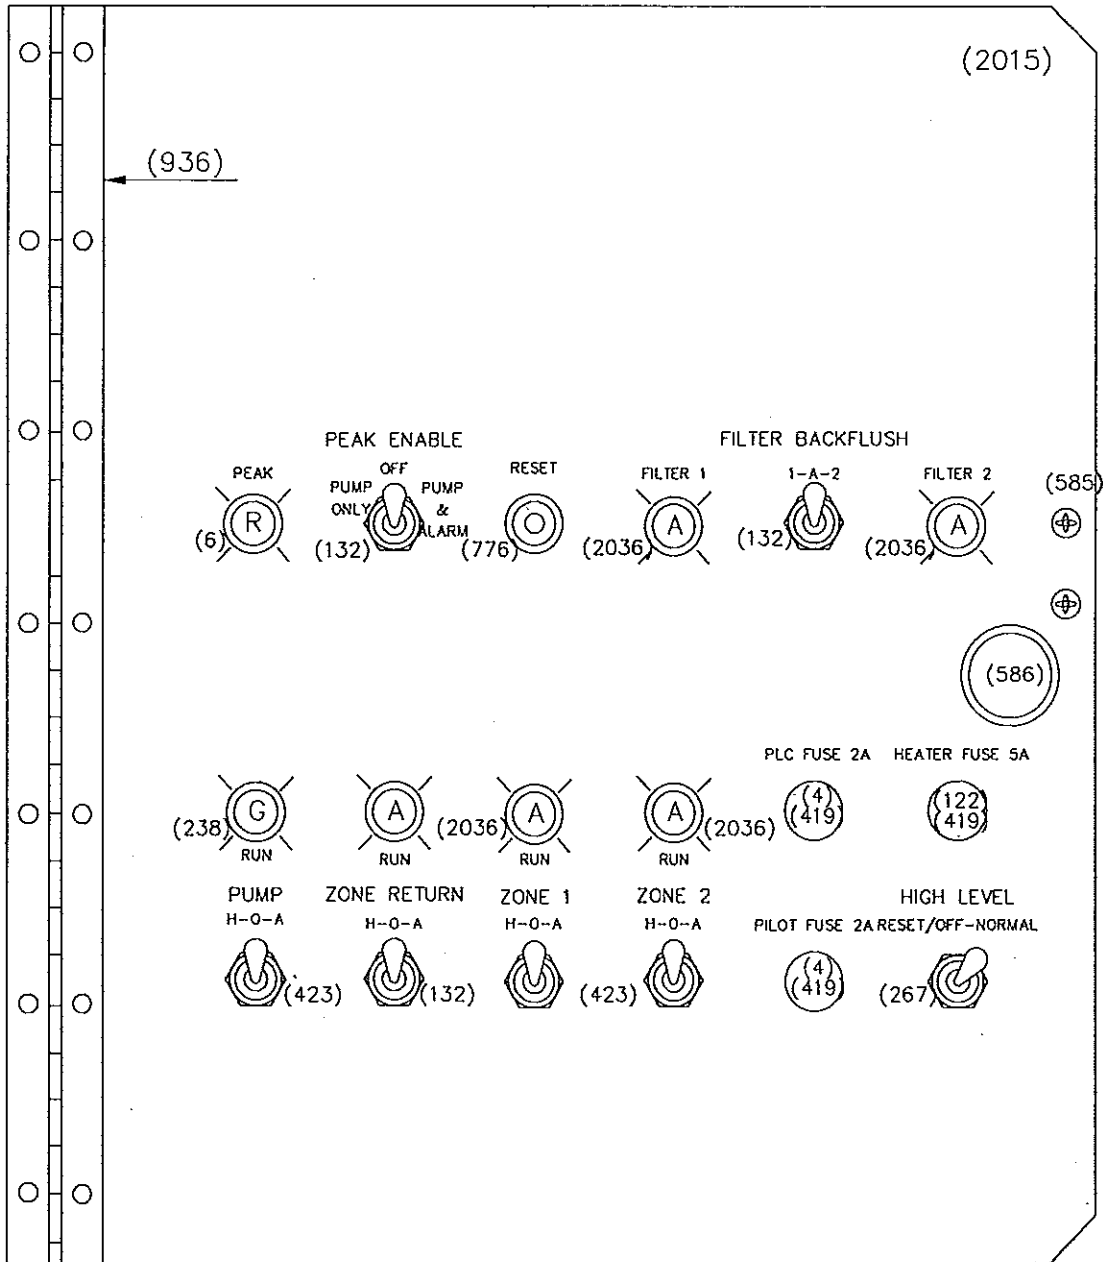 (2015)
(936)
PEAK ENABLE
FILTER BACKFLUSH
PEAK
OFF
RESET
FILTER 1
1-A-2
FILTER 2
PUMP ONLY
PUMP & ALARM
(585)
R
A
A
(6)
(132)
(776)
(2036)
(132)
(2036)
(586)
PLC FUSE 2A
HEATER FUSE 5A
G
A
A
A
(4)
(419)
(122)
(419)
(238)
(2036)
(2036)
RUN
RUN
RUN
RUN
PUMP
ZONE RETURN
ZONE 1
ZONE 2
HIGH LEVEL
H-O-A
H-O-A
H-O-A
H-O-A
PILOT FUSE 2A
RESET/OFF-NORMAL
(423)
(132)
(423)
(4)
(419)
(267)